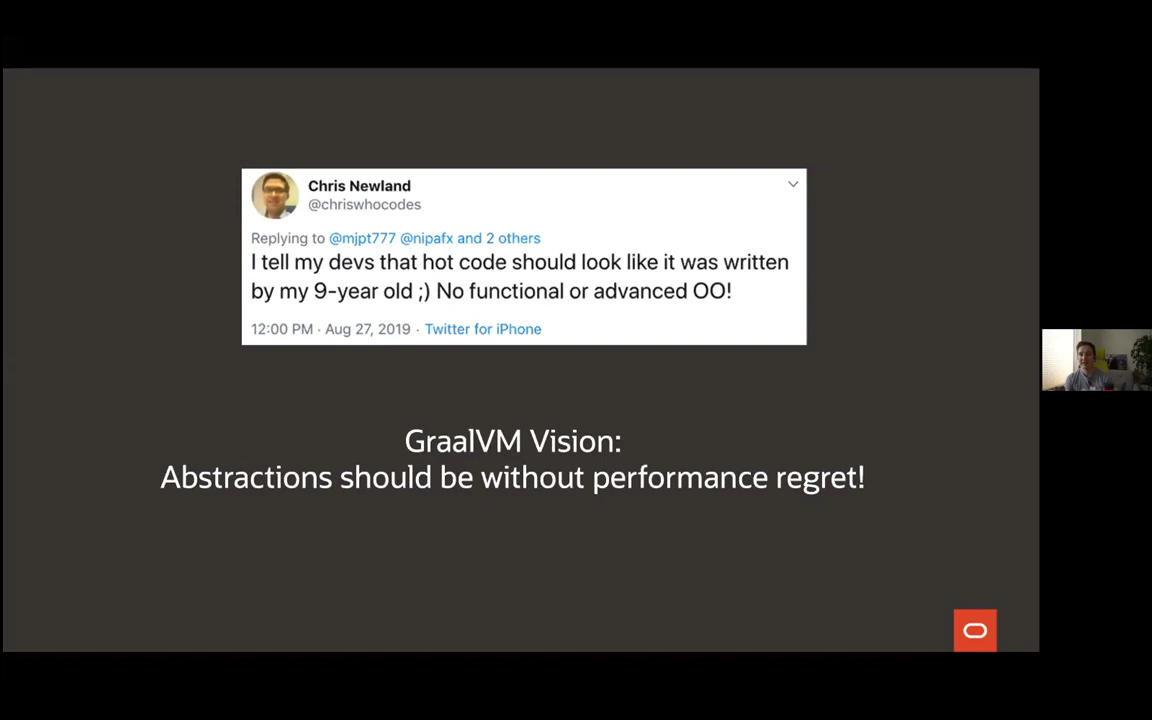 Chris Newland
@chriswhocodes
Replying to @mjpt777 @nipafx and 2 others
I tell my devs that hot code should look like it was written
by my 9-year old ;) No functional or advanced OO!
12:00 PM · Aug 27, 2019 · Twitter for iPhone
GraalVM Vision:
Abstractions should be without performance regret!